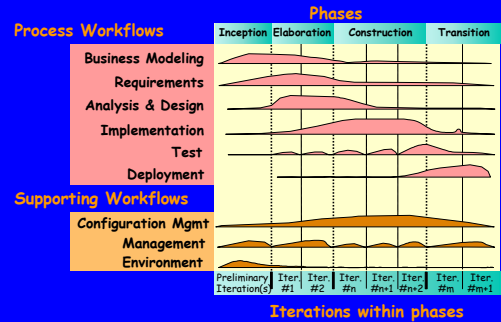 Phases
Process Workflows
Inception Elaboration Construction Transition
Business Modeling
Requirements
Analysis & Design
Implementation
Test
Deployment
Supporting Workflows
Configuration Mgmt
Management
Environment
Preliminary Iteration(s)
Iter. #1
Iter. #2
Iter. #n
Iter. #n+1
Iter. #n+2
Iter. #m
Iter. #m+1
Iterations within phases